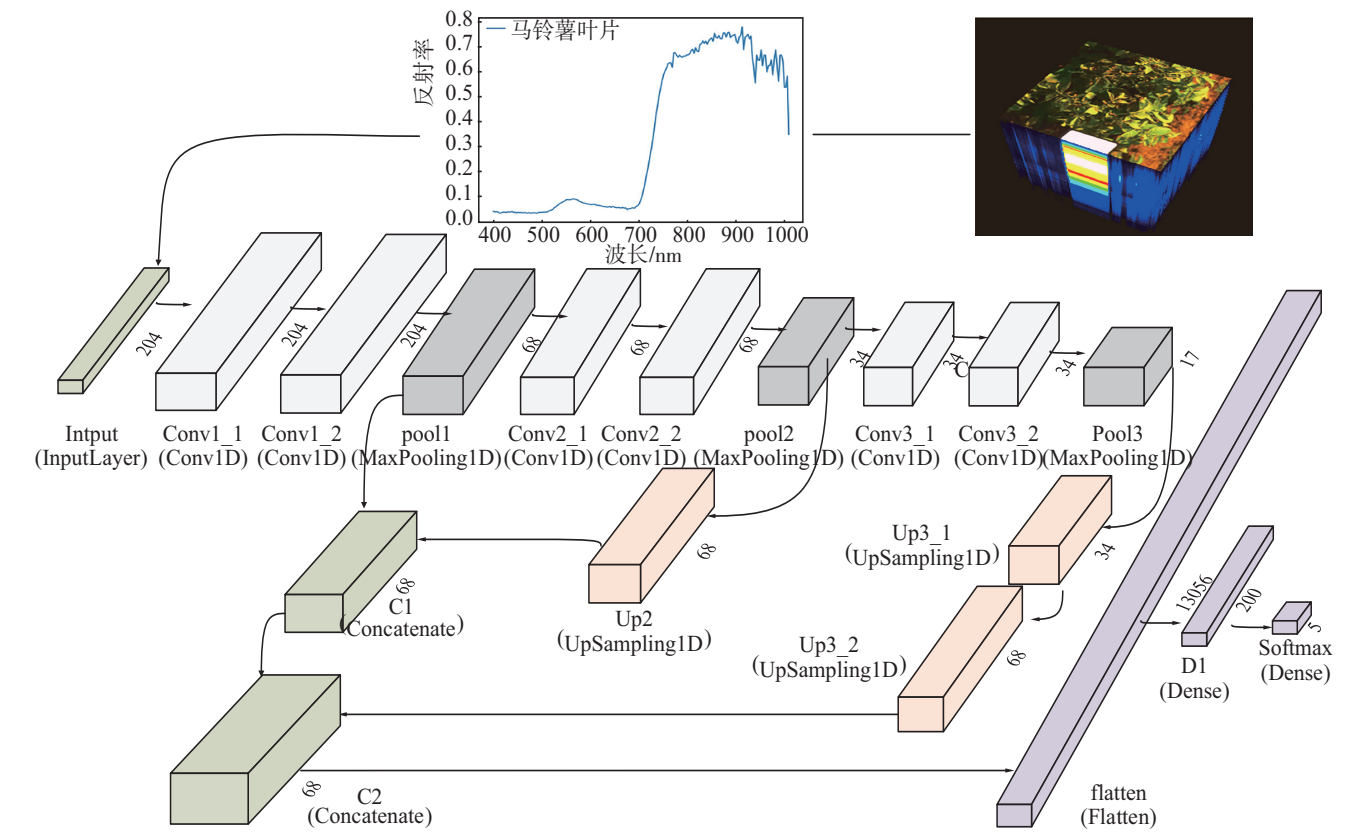 0.8
0.7
0.6
0.5
0.4
0.3
0.2
0.1
0.0
反射率
马铃薯叶片
400 500 600 700 800 900 1000
波长/nm
204 204 204 68 68 68 34 34 34 17
C
Intput Conv1_1 Conv1_2 pool1 Conv2_1 Conv2_2 pool2 Conv3_1 Conv3_2 Pool3
(InputLayer) (Conv1D) (Conv1D) (MaxPooling1D) (Conv1D) (Conv1D) (MaxPooling1D) (Conv1D) (Conv1D) (MaxPooling1D)
68
C1
(Concatenate)
68
Up2
(UpSampling1D)
Up3_1
(UpSampling1D)
34
Up3_2
(UpSampling1D)
68
13056
200
5
D1
(Dense)
Softmax
(Dense)
68
C2
(Concatenate)
flatten
(Flatten)